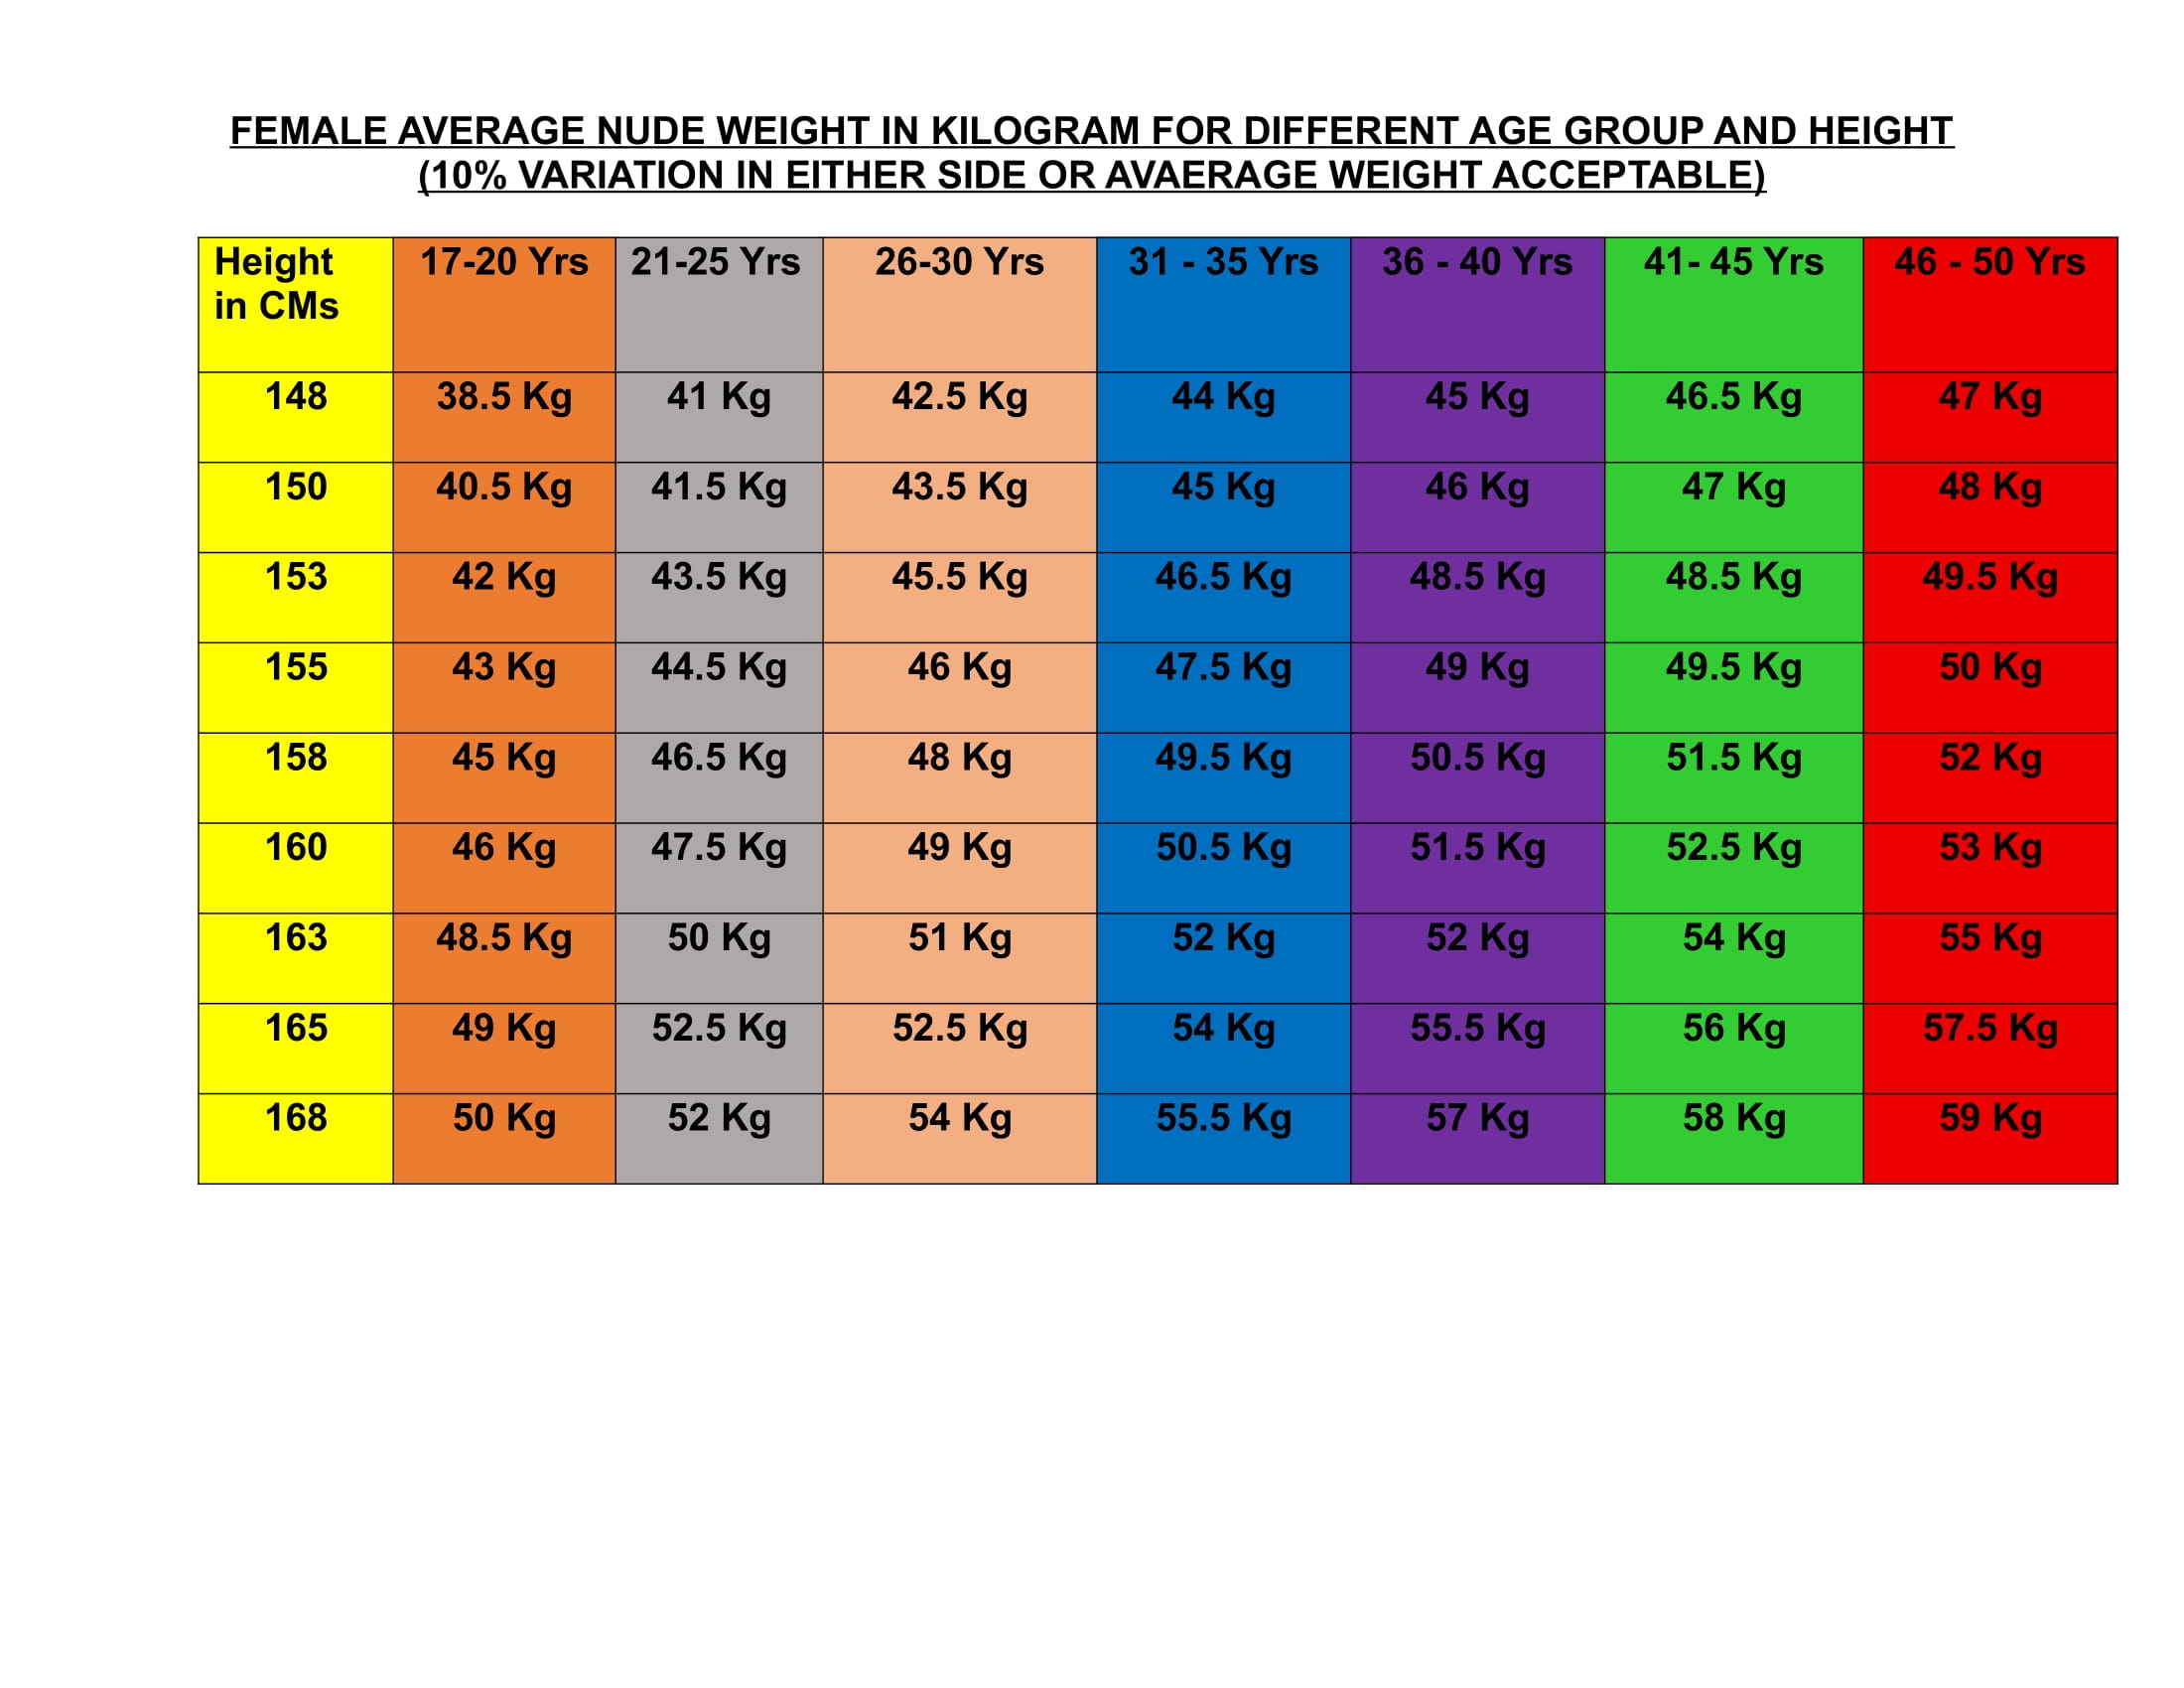 FEMALE AVERAGE NUDE WEIGHT IN KILOGRAM FOR DIFFERENT AGE GROUP AND HEIGHT
(10% VARIATION IN EITHER SIDE OR AVAERAGE WEIGHT ACCEPTABLE)
Height in CMs 17-20 Yrs 21-25 Yrs 26-30 Yrs 31 - 35 Yrs 36 - 40 Yrs 41- 45 Yrs 46 - 50 Yrs
148 38.5 Kg 41 Kg 42.5 Kg 44 Kg 45 Kg 46.5 Kg 47 Kg
150 40.5 Kg 41.5 Kg 43.5 Kg 45 Kg 46 Kg 47 Kg 48 Kg
153 42 Kg 43.5 Kg 45.5 Kg 46.5 Kg 48.5 Kg 48.5 Kg 49.5 Kg
155 43 Kg 44.5 Kg 46 Kg 47.5 Kg 49 Kg 49.5 Kg 50 Kg
158 45 Kg 46.5 Kg 48 Kg 49.5 Kg 50.5 Kg 51.5 Kg 52 Kg
160 46 Kg 47.5 Kg 49 Kg 50.5 Kg 51.5 Kg 52.5 Kg 53 Kg
163 48.5 Kg 50 Kg 51 Kg 52 Kg 52 Kg 54 Kg 55 Kg
165 49 Kg 52.5 Kg 52.5 Kg 54 Kg 55.5 Kg 56 Kg 57.5 Kg
168 50 Kg 52 Kg 54 Kg 55.5 Kg 57 Kg 58 Kg 59 Kg